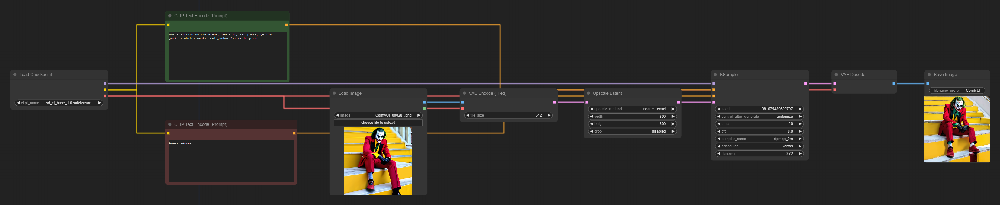 CLIP Text Encode (Prompt)
JOKER sitting on the steps, red suit, red pants, yellow
jacket, white, mask, real photo, 4k, masterpiece
Load Checkpoint
ckpt_name sd_xl_base_1.0.safetensors
CLIP Text Encode (Prompt)
blur, gloves
Load Image
image ComfyUI_00028_.png
choose file to upload
VAE Encode (Tiled)
tile_size 512
Upscale Latent
upscale_method nearest-exact
width 800
height 800
crop disabled
KSampler
seed 381075489699797
control_after_generate randomize
steps 20
cfg 8.0
sampler_name dpmpp_2m
scheduler karras
denoise 0.72
VAE Decode
Save Image
filename_prefix ComfyUI